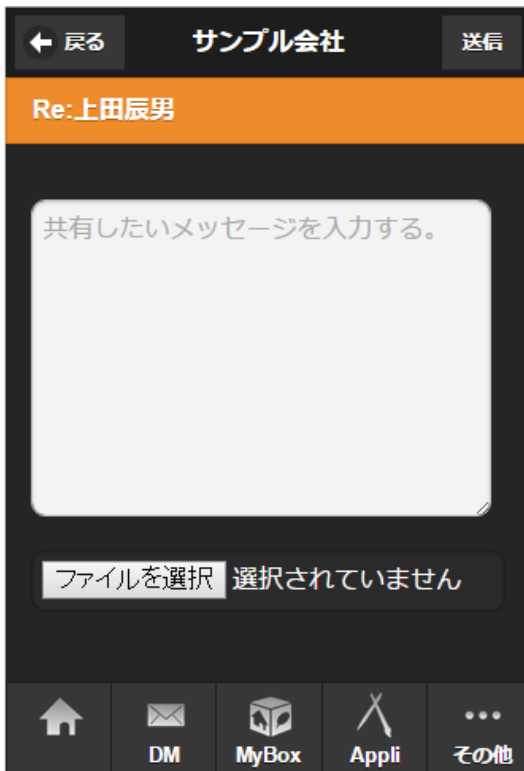 戻る サンプル会社 送信
Re:上田辰男
共有したいメッセージを入力する。
ファイルを選択 選択されていません
DM MyBox Appli その他